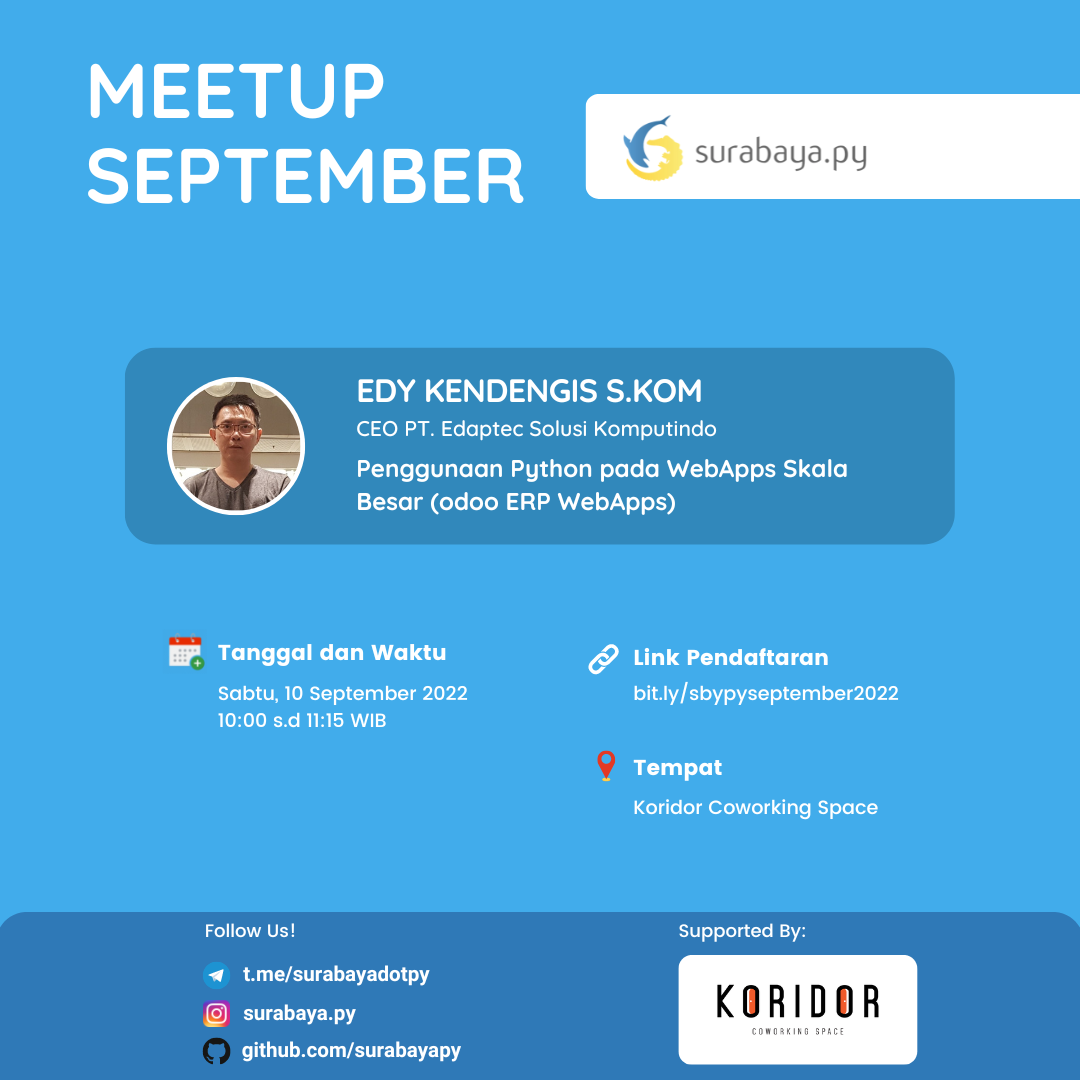 MEETUP
SEPTEMBER
surabaya.py
EDY KENDENGIS S.KOM
CEO PT. Edaptec Solusi Komputindo
Penggunaan Python pada WebApps Skala
Besar (odoo ERP WebApps)
Tanggal dan Waktu
Sabtu, 10 September 2022
10:00 s.d 11:15 WIB
Link Pendaftaran
bit.ly/sbypyseptember2022
Tempat
Koridor Coworking Space
Follow Us!
t.me/surabayadotpy
surabaya.py
github.com/surabayapy
Supported By:
KORIDOR
COWORKING SPACE